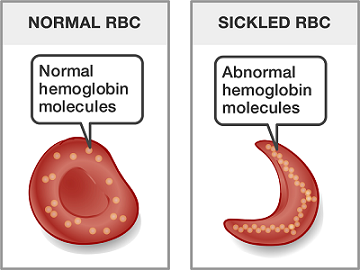 NORMAL RBC
Normal
hemoglobin
molecules
SICKLED RBC
Abnormal
hemoglobin
molecules